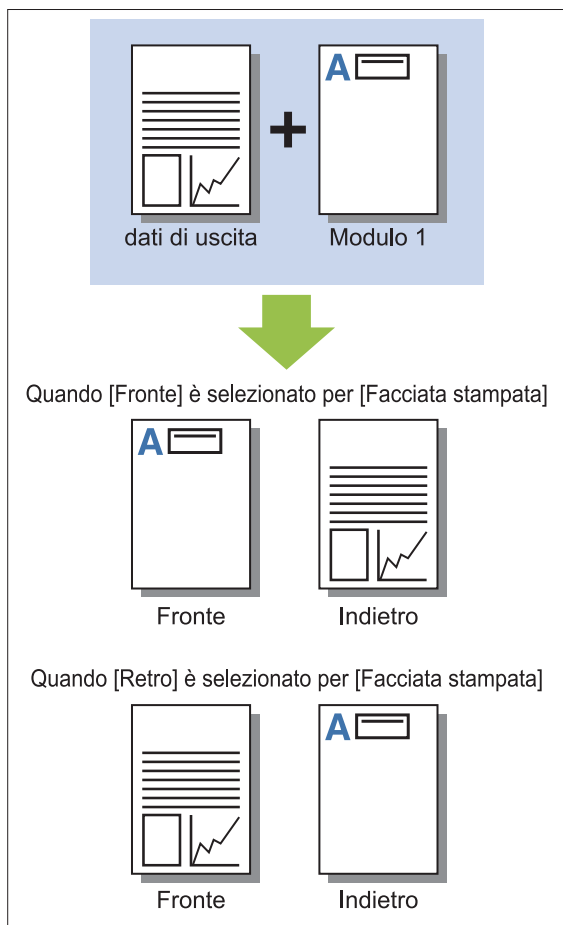 A
dati di uscita
Modulo 1
Quando [Fronte] è selezionato per [Facciata stampata]
A
Fronte
Indietro
Quando [Retro] è selezionato per [Facciata stampata]
A
Fronte
Indietro